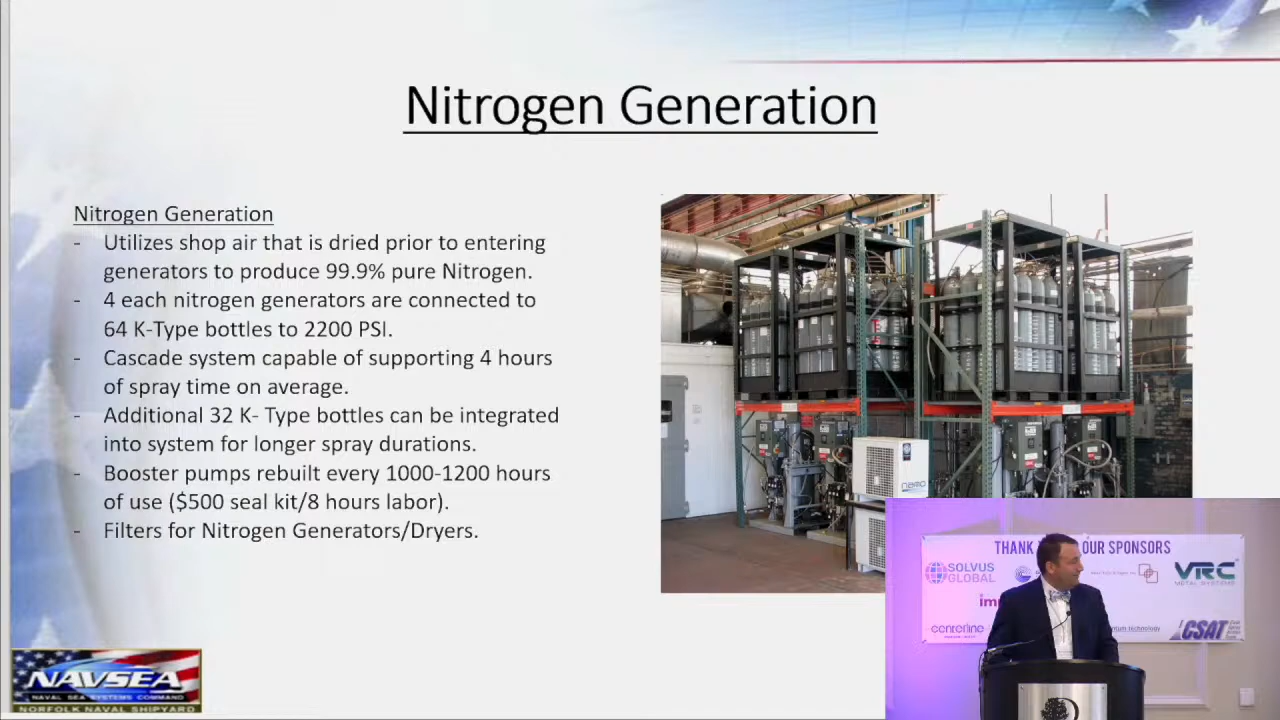 Nitrogen Generation
Nitrogen Generation
- Utilizes shop air that is dried prior to entering
generators to produce 99.9% pure Nitrogen.
- 4 each nitrogen generators are connected to
64 K-Type bottles to 2200 PSI.
- Cascade system capable of supporting 4 hours
of spray time on average.
- Additional 32 K- Type bottles can be integrated
into system for longer spray durations.
- Booster pumps rebuilt every 1000-1200 hours
of use ($500 seal kit/8 hours labor).
- Filters for Nitrogen Generators/Dryers.
THANK OUR SPONSORS
SOLVUS
GLOBAL
VRC
METAL SYSTEMS
centerline
technology
CSAT
NAVSEA
NAVAL SEA SYSTEMS COMMAND
NORFOLK NAVAL SHIPYARD